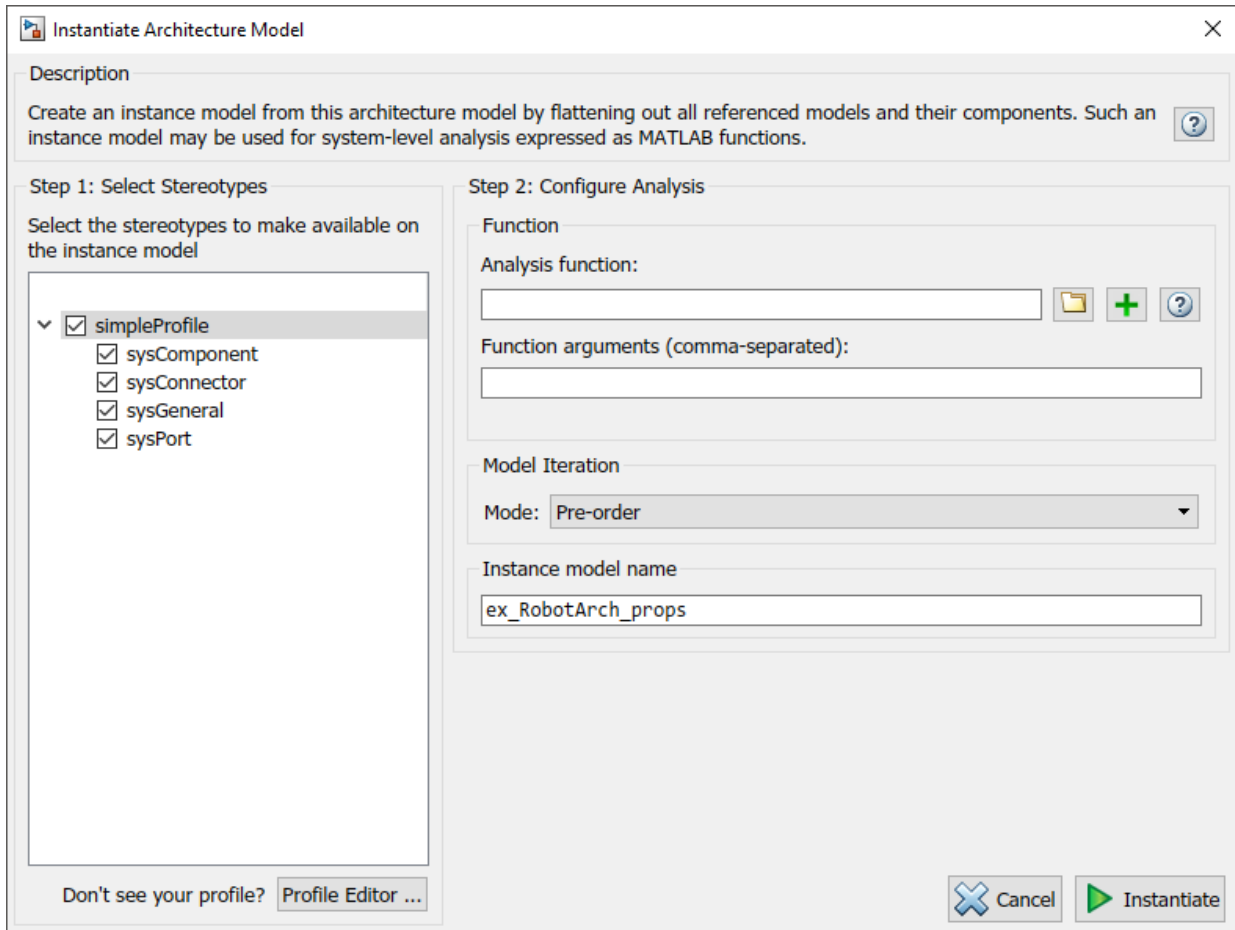 Instantiate Architecture Model
Description
Create an instance model from this architecture model by flattening out all referenced models and their components. Such an
instance model may be used for system-level analysis expressed as MATLAB functions.
Step 1: Select Stereotypes
Select the stereotypes to make available on
the instance model
simpleProfile
sysComponent
sysConnector
sysGeneral
sysPort
Don't see your profile? Profile Editor ...
Step 2: Configure Analysis
Function
Analysis function:
Function arguments (comma-separated):
Model Iteration
Mode: Pre-order
Instance model name
ex_RobotArch_props
Cancel Instantiate